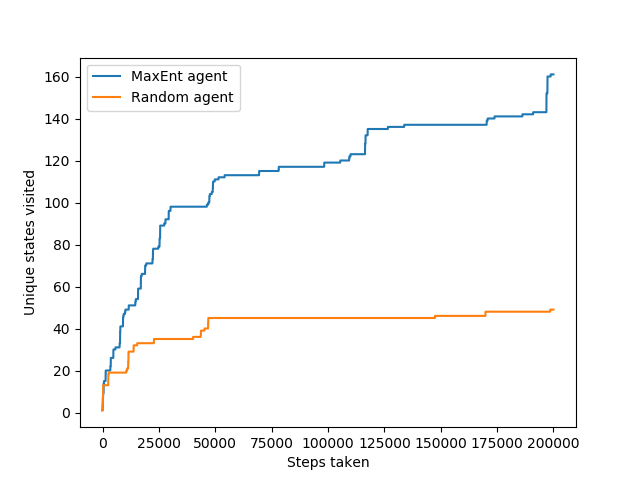 MaxEnt agent
Random agent
Unique states visited
160
140
120
100
80
60
40
20
0
0 25000 50000 75000 100000 125000 150000 175000 200000
Steps taken